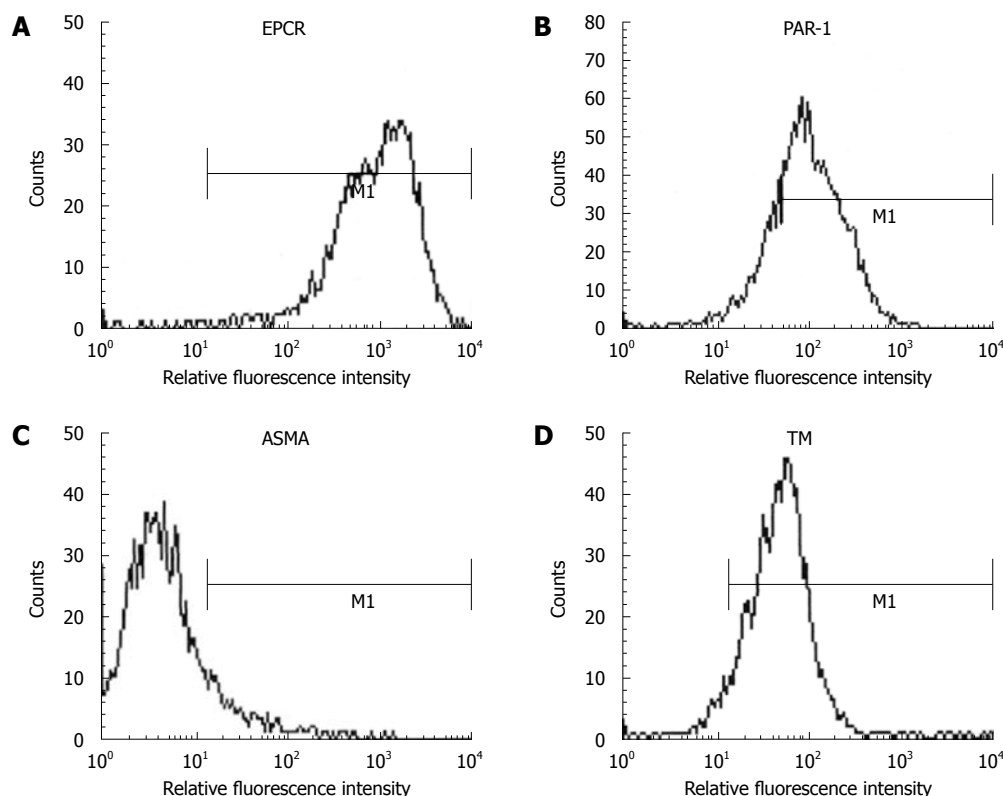 A
EPCR
50
40
30
20
10
0
Counts
M1
10⁰ 10¹ 10² 10³ 10⁴
Relative fluorescence intensity
B
PAR-1
80
70
60
50
40
30
20
10
0
Counts
M1
10⁰ 10¹ 10² 10³ 10⁴
Relative fluorescence intensity
C
ASMA
50
40
30
20
10
0
Counts
M1
10⁰ 10¹ 10² 10³ 10⁴
Relative fluorescence intensity
D
TM
50
40
30
20
10
0
Counts
M1
10⁰ 10¹ 10² 10³ 10⁴
Relative fluorescence intensity